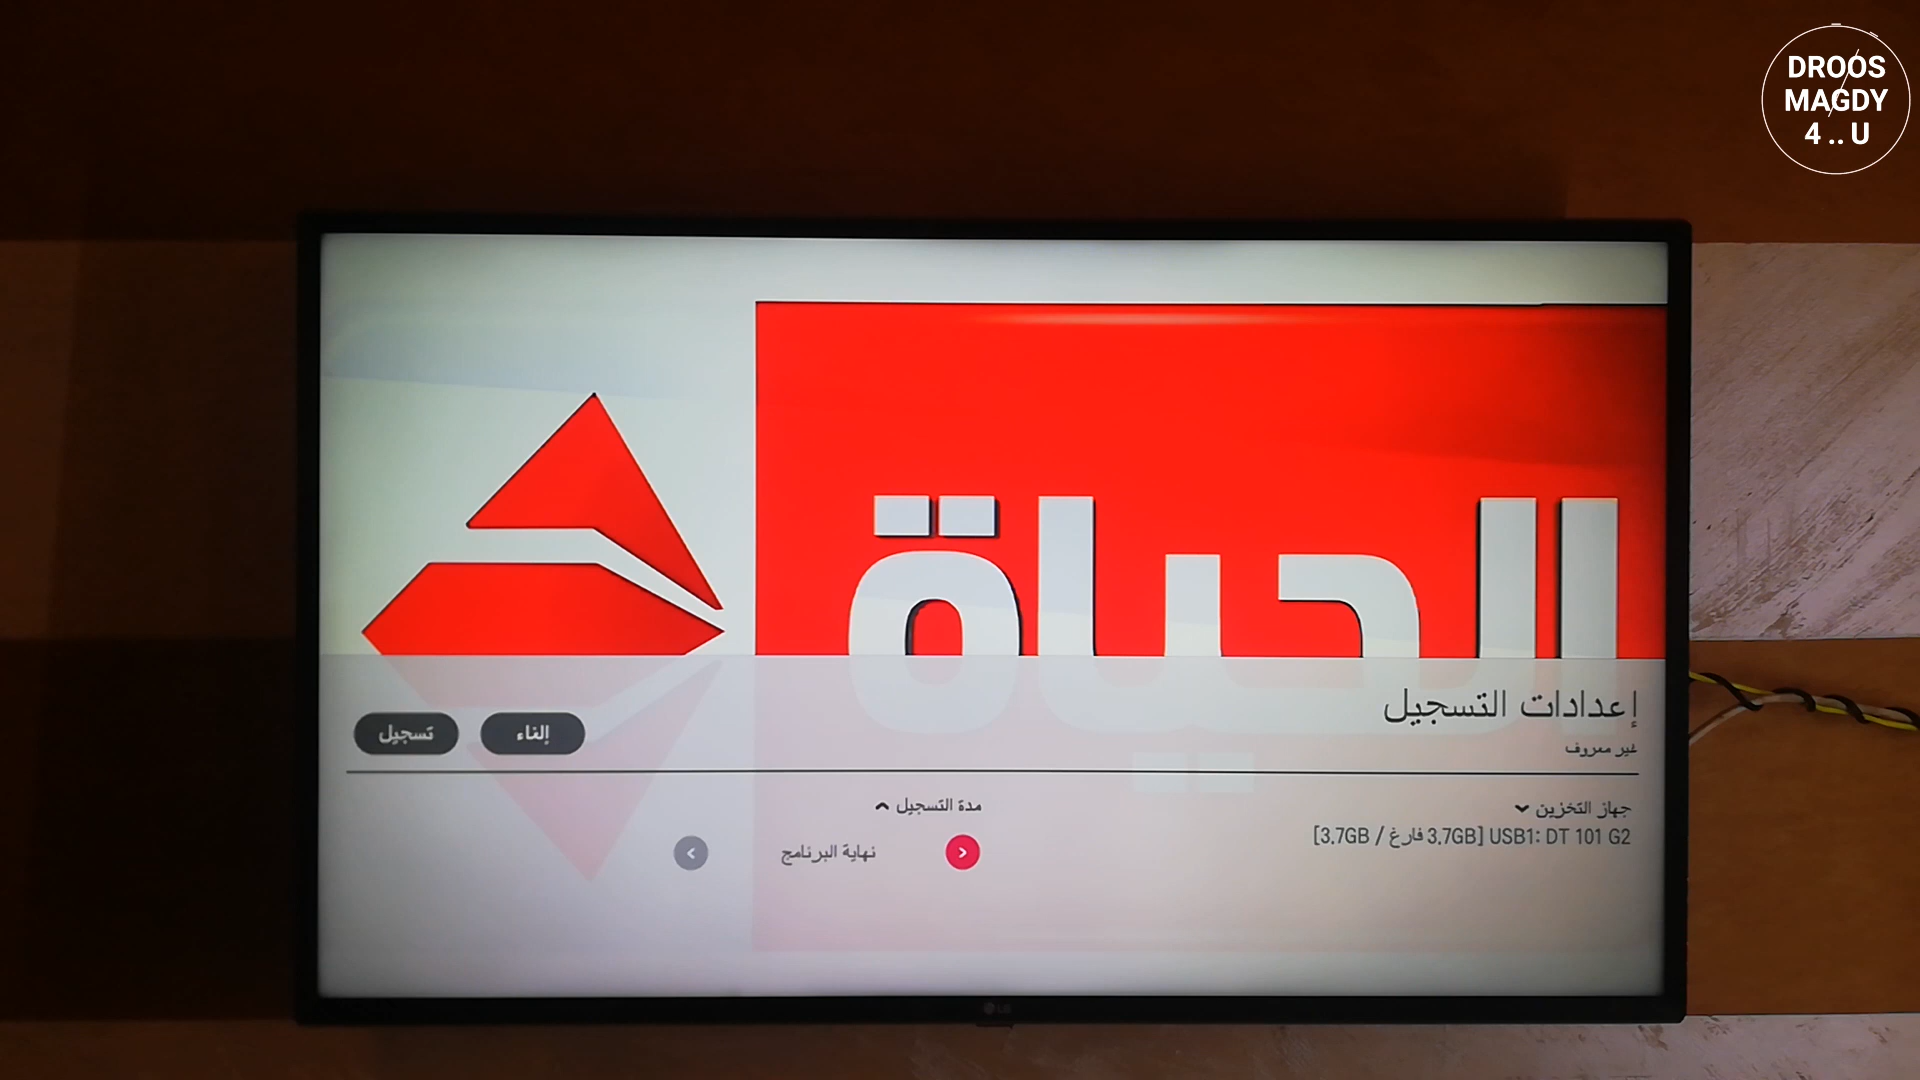 DROOS
MAGDY
4 .. U
الحياة
إعدادات التسجيل
غير معروف
إلغاء
تسجيل
جهاز التخزين
USB1: DT 101 G2 [3.7GB فارغ / 3.7GB]
مدة التسجيل
نهاية البرنامج
LG